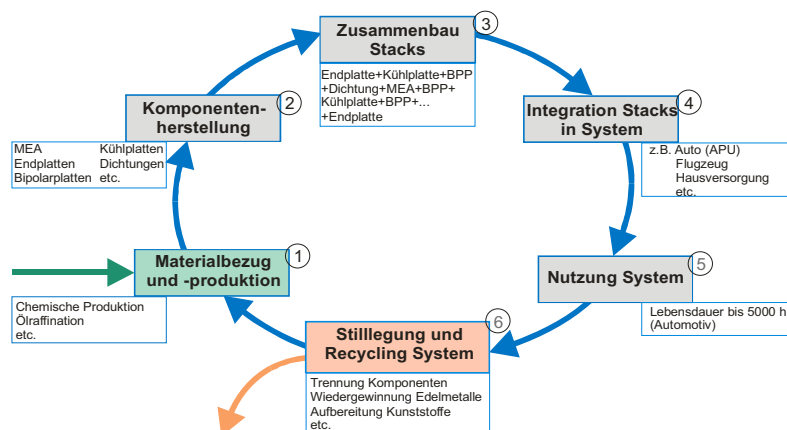 Materialbezug
und -produktion
1
Chemische Produktion
Ölraffination
etc.
Komponenten-
herstellung
2
MEA Kühlplatten
Endplatten Dichtungen
Bipolarplatten etc.
Zusammenbau
Stacks
3
Endplatte+Kühlplatte+BPP
+Dichtung+MEA+BPP+
Kühlplatte+BPP+...
+Endplatte
Integration Stacks
in System
4
z.B. Auto (APU)
Flugzeug
Hausversorgung
etc.
Nutzung System
5
Lebensdauer bis 5000 h
(Automotiv)
Stilllegung und
Recycling System
6
Trennung Komponenten
Wiedergewinnung Edelmetalle
Aufbereitung Kunststoffe
etc.